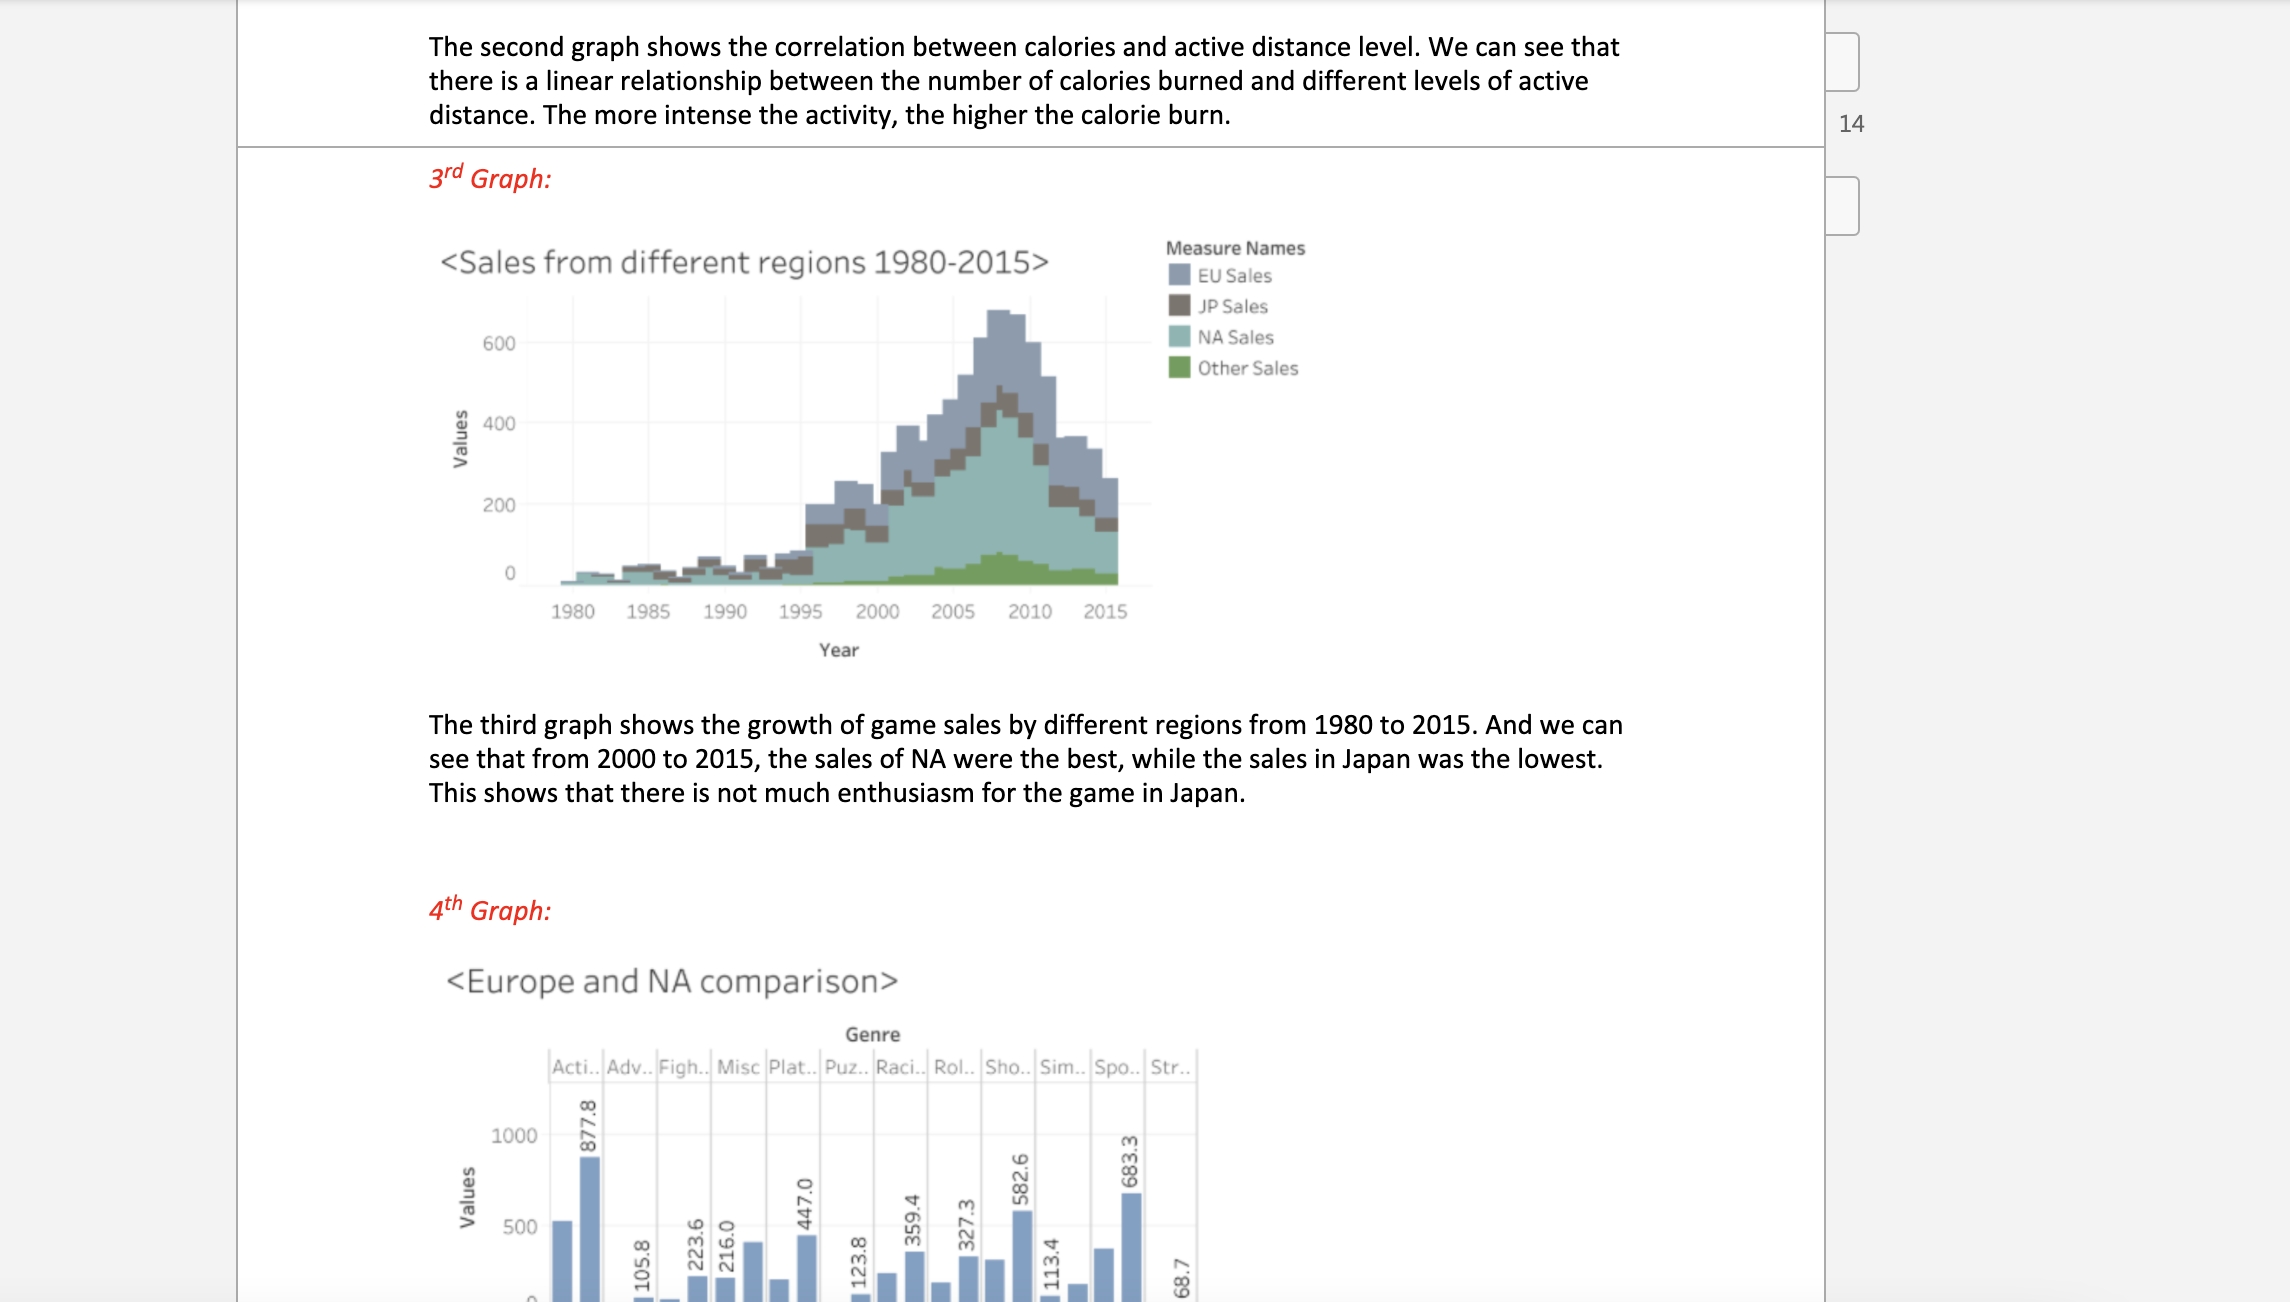 The second graph shows the correlation between calories and active distance level. We can see that
there is a linear relationship between the number of calories burned and different levels of active
distance. The more intense the activity, the higher the calorie burn.
14
3rd Graph:
<Sales from different regions 1980-2015>
Measure Names
EU Sales
JP Sales
NA Sales
Other Sales
600
400
200
0
Values
1980 1985 1990 1995 2000 2005 2010 2015
Year
The third graph shows the growth of game sales by different regions from 1980 to 2015. And we can
see that from 2000 to 2015, the sales of NA were the best, while the sales in Japan was the lowest.
This shows that there is not much enthusiasm for the game in Japan.
4th Graph:
<Europe and NA comparison>
Genre
Acti.. Adv.. Figh.. Misc Plat.. Puz.. Raci.. Rol.. Sho.. Sim.. Spo.. Str..
1000
500
Values
877.8
105.8
223.6
216.0
447.0
123.8
359.4
327.3
582.6
113.4
683.3
68.7